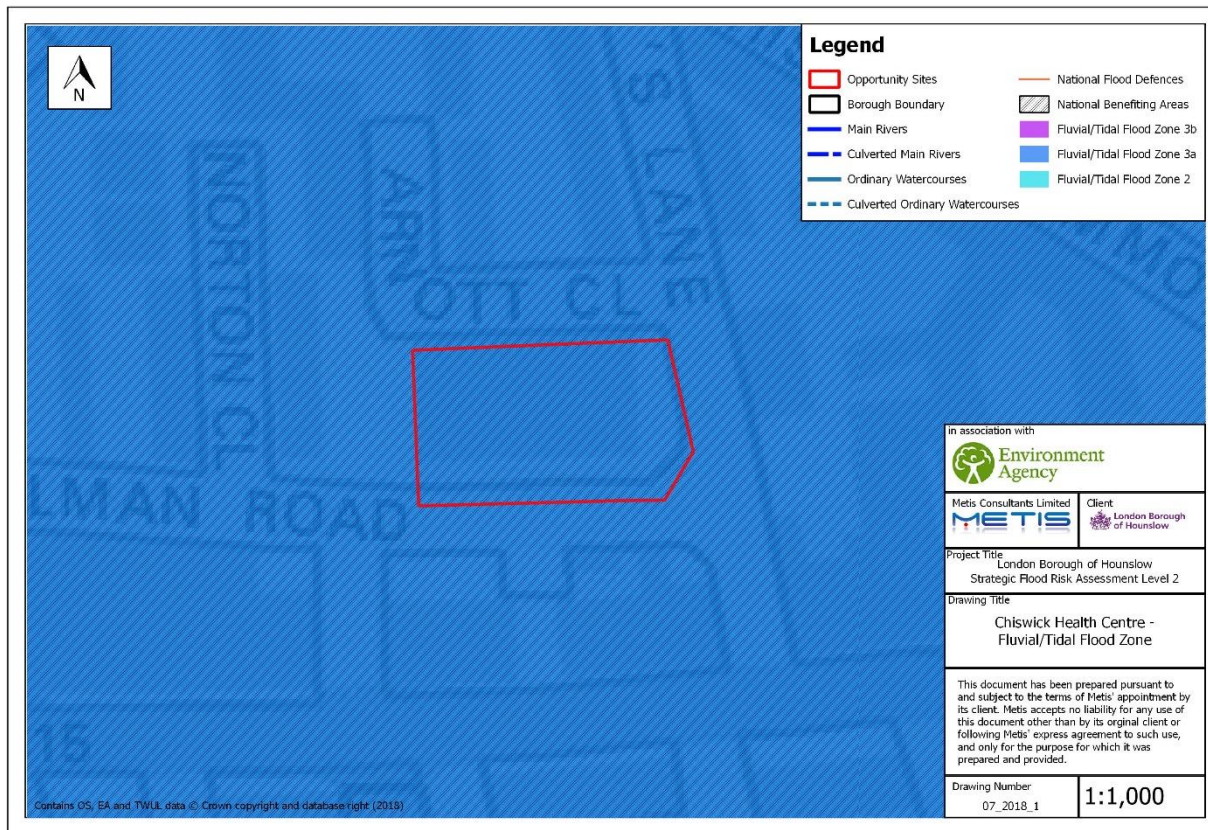 N
'S LANE
NORTON CL
ARNOTT CL
LMAN
15
Legend
Opportunity Sites
Borough Boundary
Main Rivers
Culverted Main Rivers
Ordinary Watercourses
Culverted Ordinary Watercourses
National Flood Defences
National Benefiting Areas
Fluvial/Tidal Flood Zone 3b
Fluvial/Tidal Flood Zone 3a
Fluvial/Tidal Flood Zone 2
in association with
Environment
Agency
Metis Consultants Limited
METIS
Client
London Borough
of Hounslow
Project Title
London Borough of Hounslow
Strategic Flood Risk Assessment Level 2
Drawing Title
Chiswick Health Centre -
Fluvial/Tidal Flood Zone
This document has been prepared pursuant to
and subject to the terms of Metis' appointment by
its client. Metis accepts no liability for any use of
this document other than by its orginal client or
following Metis' express agreement to such use,
and only for the purpose for which it was
prepared and provided.
Drawing Number
07_2018_1
1:1,000
Contains OS, EA and TWUL data © Crown copyright and database right (2018)